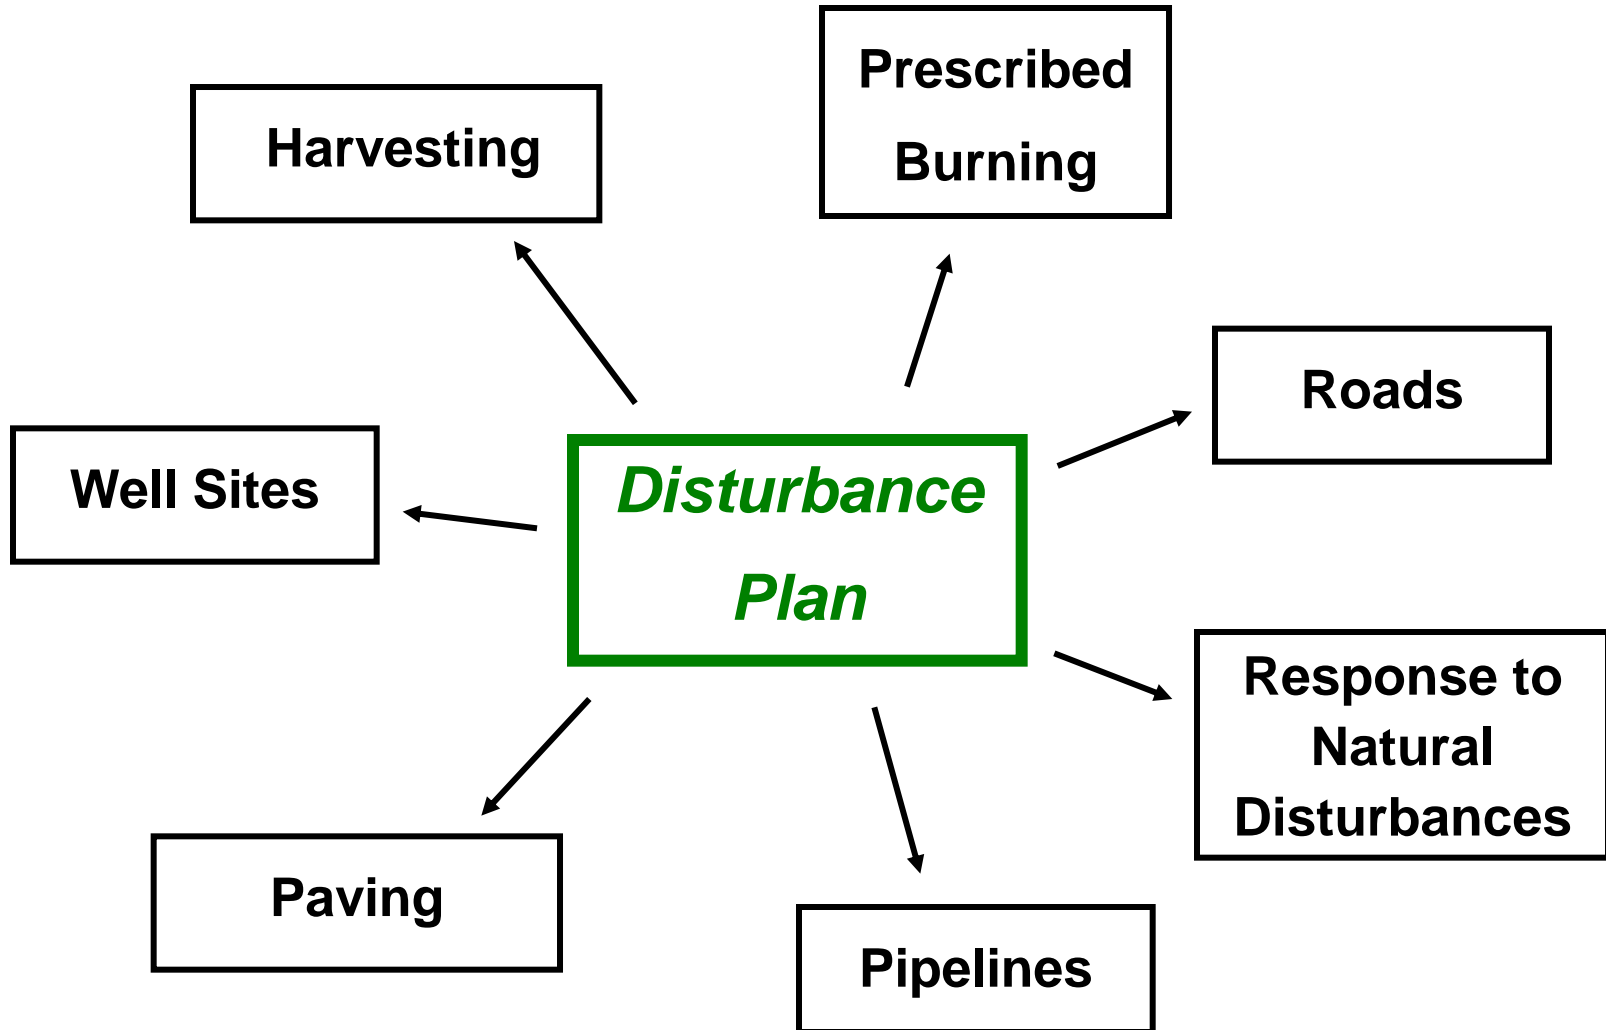 Prescribed
Burning
Harvesting
Roads
Well Sites
Disturbance
Plan
Response to
Natural
Disturbances
Paving
Pipelines